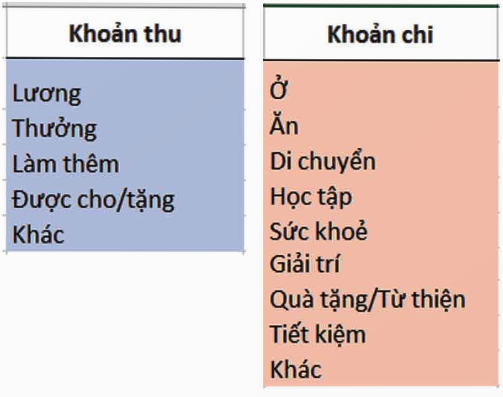 Khoản thu
Lương
Thưởng
Làm thêm
Được cho/tặng
Khác
Khoản chi
Ở
Ăn
Di chuyển
Học tập
Sức khoẻ
Giải trí
Quà tặng/Từ thiện
Tiết kiệm
Khác